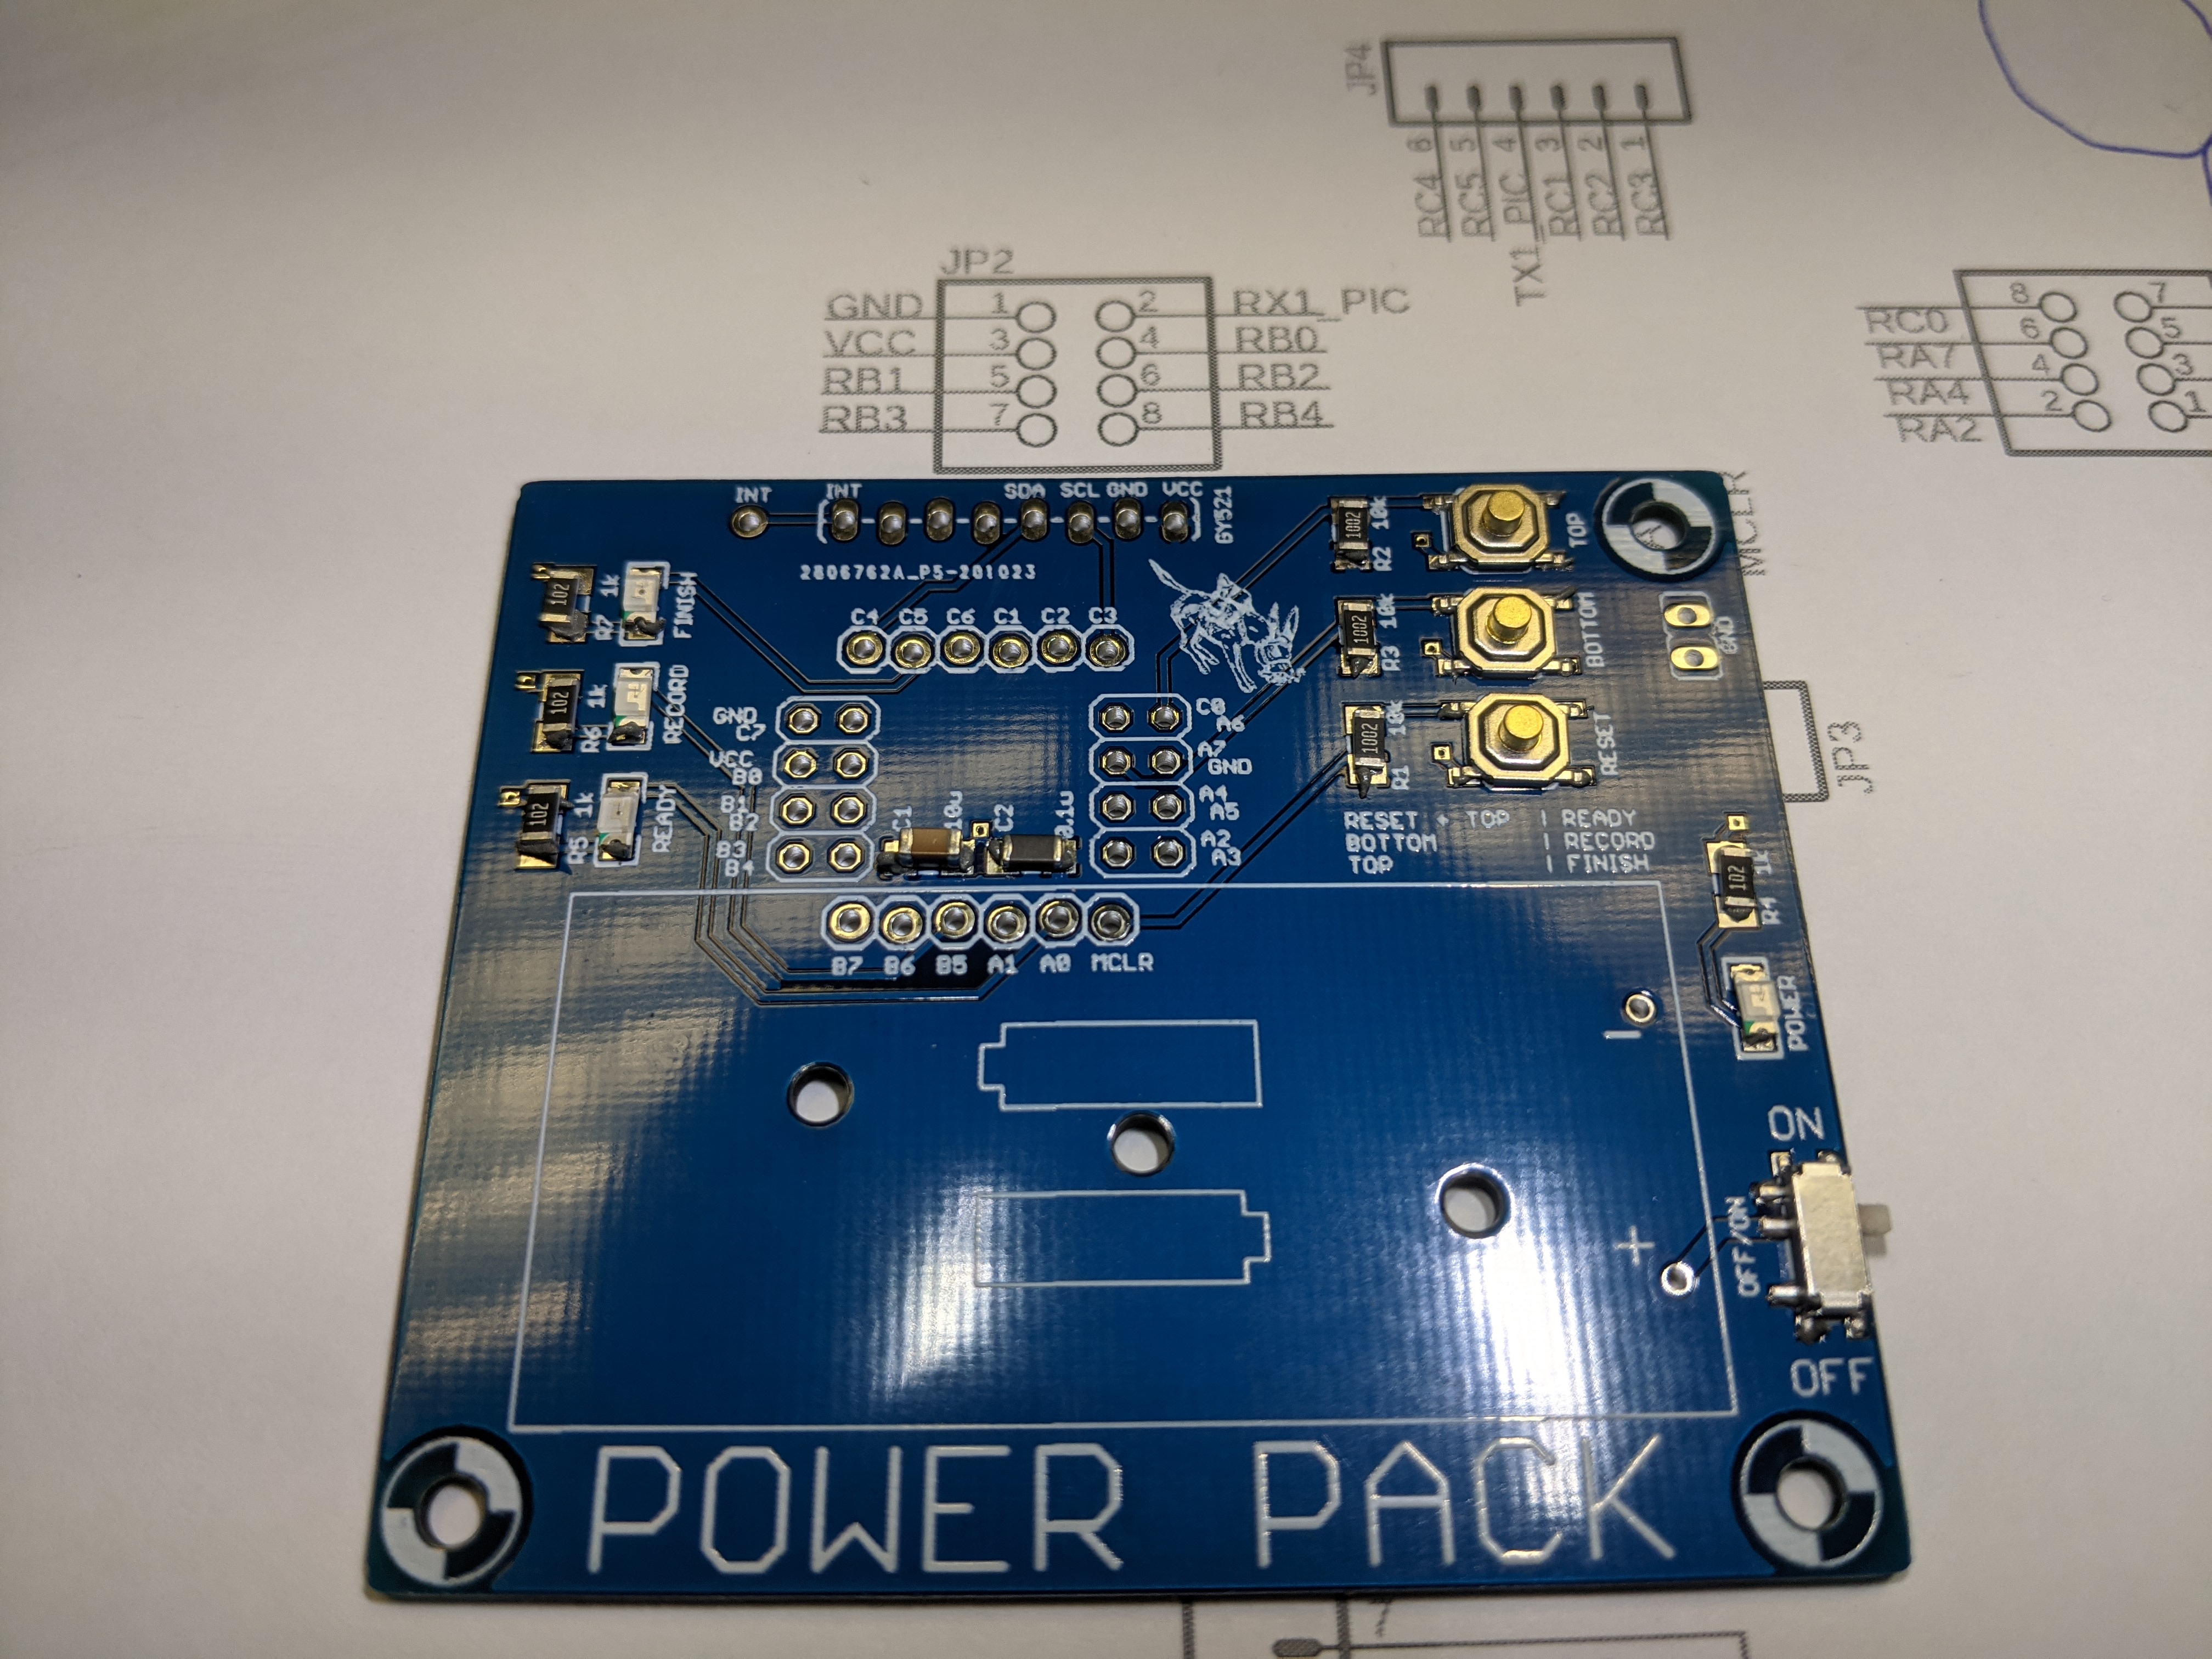 JP4
RC4 6
RC5 5
TX1_PIC 4
RC1 3
RC2 2
RC3 1
JP2
GND 1 2 RX1_PIC
VCC 3 4 RB0
RB1 5 6 RB2
RB3 7 8 RB4
RC0 8 7
RA7 6 5
RA4 4 3
RA2 2 1
MCLR
JP3
INT INT SDA SCL GND VCC
GY521
2806762A_P5-201023
C4 C5 C6 C1 C2 C3
102 R7 1k FINISH
102 R6 1k RECORD
102 R5 1k READY
1002 10k R2 TOP
1002 10k R3 BOTTOM
1002 10k R1 RESET
GND
GND
C7
VCC
B0
B1
B2
B3
B4
C0
A6
A7
GND
A4
A5
A2
A3
C1 10u C2 0.1u
RESET + TOP | READY
BOTTOM | RECORD
TOP | FINISH
B7 B6 B5 A1 A0 MCLR
102 1k R4
POWER
-
+
ON
OFF/ON
OFF
POWER PACK